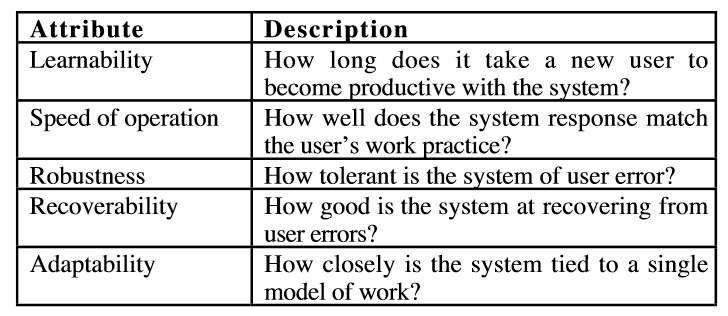 Attribute Description
Learnability How long does it take a new user to
become productive with the system?
Speed of operation How well does the system response match
the user's work practice?
Robustness How tolerant is the system of user error?
Recoverability How good is the system at recovering from
user errors?
Adaptability How closely is the system tied to a single
model of work?